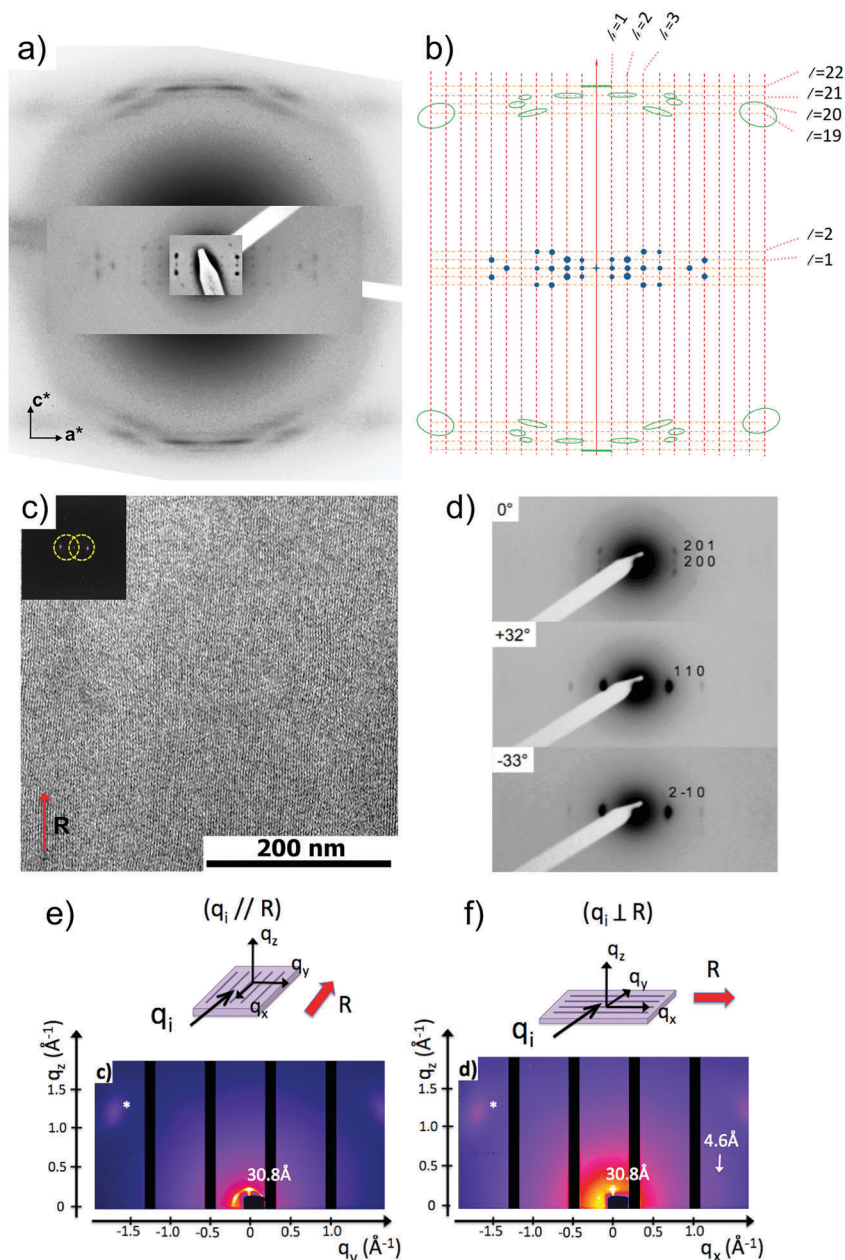 a)
c*
a*
b)
h=1
h=2
h=3
l=22
l=21
l=20
l=19
l=2
l=1
c)
R
200 nm
d)
0°
2 0 1
2 0 0
+32°
1 1 0
-33°
2 -1 0
e)
(qi // R)
qz
qy
qx
qi
R
qz (Å-1)
c)
1.5
1.0
0.5
0
*
30.8Å
-1.5
-1.0
-0.5
0
0.5
1.0
qy (Å-1)
f)
(qi ⊥ R)
qz
qy
qx
qi
R
qz (Å-1)
d)
1.5
1.0
0.5
0
*
30.8Å
4.6Å
-1.5
-1.0
-0.5
0
0.5
1.0
qx (Å-1)